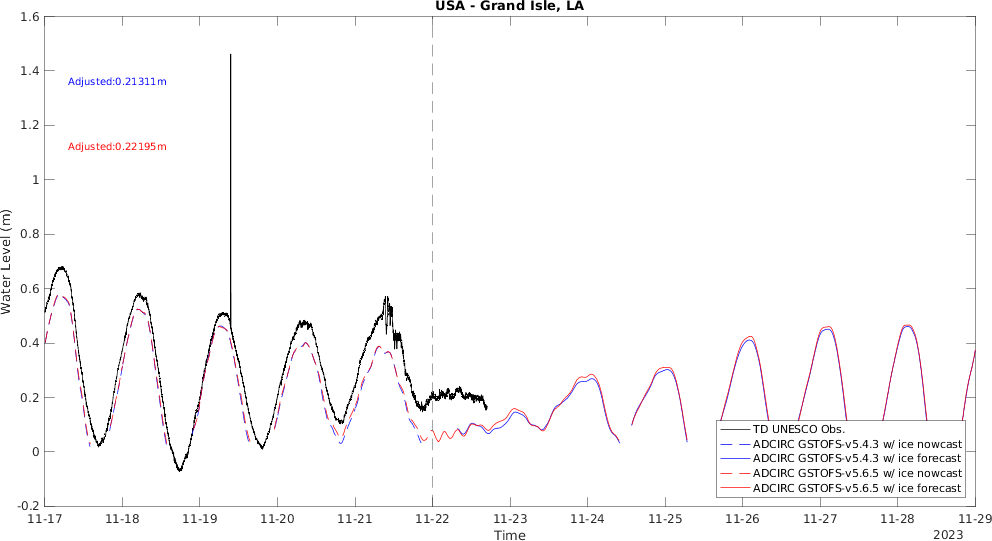 USA - Grand Isle, LA
1.6
1.4
1.2
1
0.8
0.6
0.4
0.2
0
-0.2
Water Level (m)
Adjusted:0.21311m
Adjusted:0.22195m
TD UNESCO Obs.
ADCIRC GSTOFS-v5.4.3 w/ ice nowcast
ADCIRC GSTOFS-v5.4.3 w/ ice forecast
ADCIRC GSTOFS-v5.6.5 w/ ice nowcast
ADCIRC GSTOFS-v5.6.5 w/ ice forecast
11-17 11-18 11-19 11-20 11-21 11-22 11-23 11-24 11-25 11-26 11-27 11-28 11-29
Time
2023